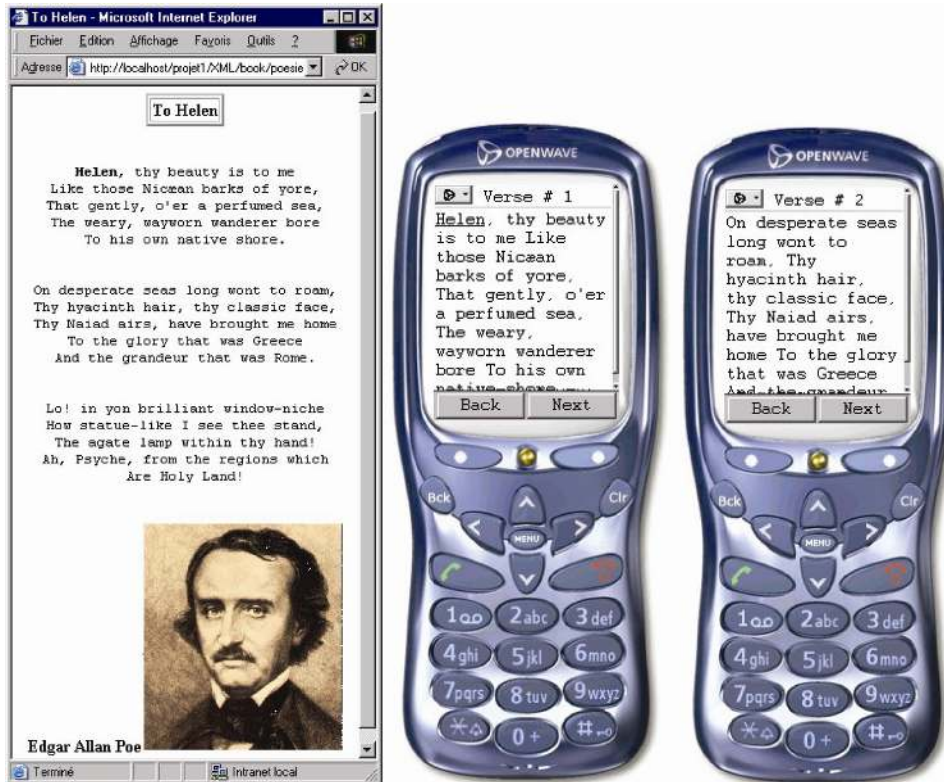 To Helen - Microsoft Internet Explorer
Fichier Edition Affichage Favoris Outils ?
Adresse http://localhost/projet1/XML/book/poesie OK
To Helen
Helen, thy beauty is to me
Like those Nicæan barks of yore,
That gently, o'er a perfumed sea,
The weary, wayworn wanderer bore
To his own native shore.
On desperate seas long wont to roam,
Thy hyacinth hair, thy classic face,
Thy Naiad airs, have brought me home
To the glory that was Greece
And the grandeur that was Rome.
Lo! in yon brilliant window-niche
How statue-like I see thee stand,
The agate lamp within thy hand!
Ah, Psyche, from the regions which
Are Holy Land!
Edgar Allan Poe
Terminé Intranet local
OPENWAVE
Verse # 1
Helen, thy beauty
is to me Like
those Nicæan
barks of yore,
That gently, o'er
a perfumed sea,
The weary,
wayworn wanderer
bore To his own
native shore.
Back Next
Bck Clr
MENU
1 2abc 3def
4ghi 5jkl 6mno
7pqrs 8tuv 9wxyz
* 0+ #
OPENWAVE
Verse # 2
On desperate seas
long wont to
roam, Thy
hyacinth hair,
thy classic face,
Thy Naiad airs,
have brought me
home To the glory
that was Greece
And the grandeur
Back Next
Bck Clr
MENU
1 2abc 3def
4ghi 5jkl 6mno
7pqrs 8tuv 9wxyz
* 0+ #